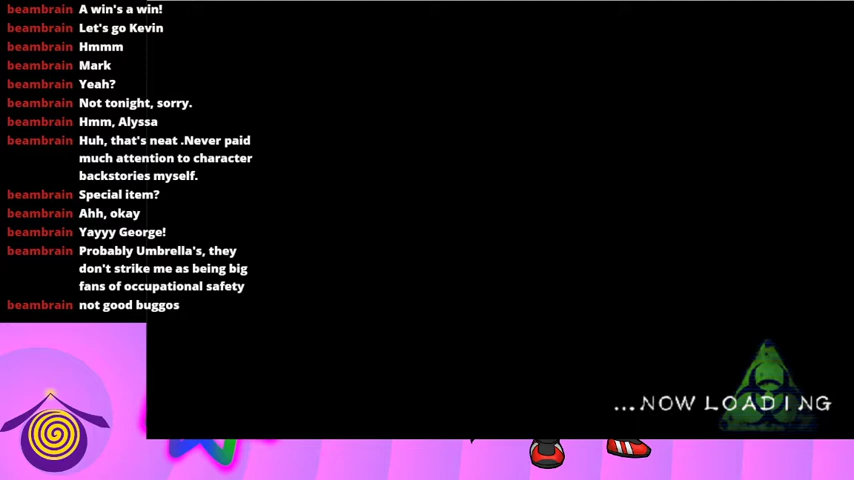 beambrain A win's a win!
beambrain Let's go Kevin
beambrain Hmmm
beambrain Mark
beambrain Yeah?
beambrain Not tonight, sorry.
beambrain Hmm, Alyssa
beambrain Huh, that's neat .Never paid
much attention to character
backstories myself.
beambrain Special item?
beambrain Ahh, okay
beambrain Yayyy George!
beambrain Probably Umbrella's, they
don't strike me as being big
fans of occupational safety
beambrain not good buggos
...NOW LOADING